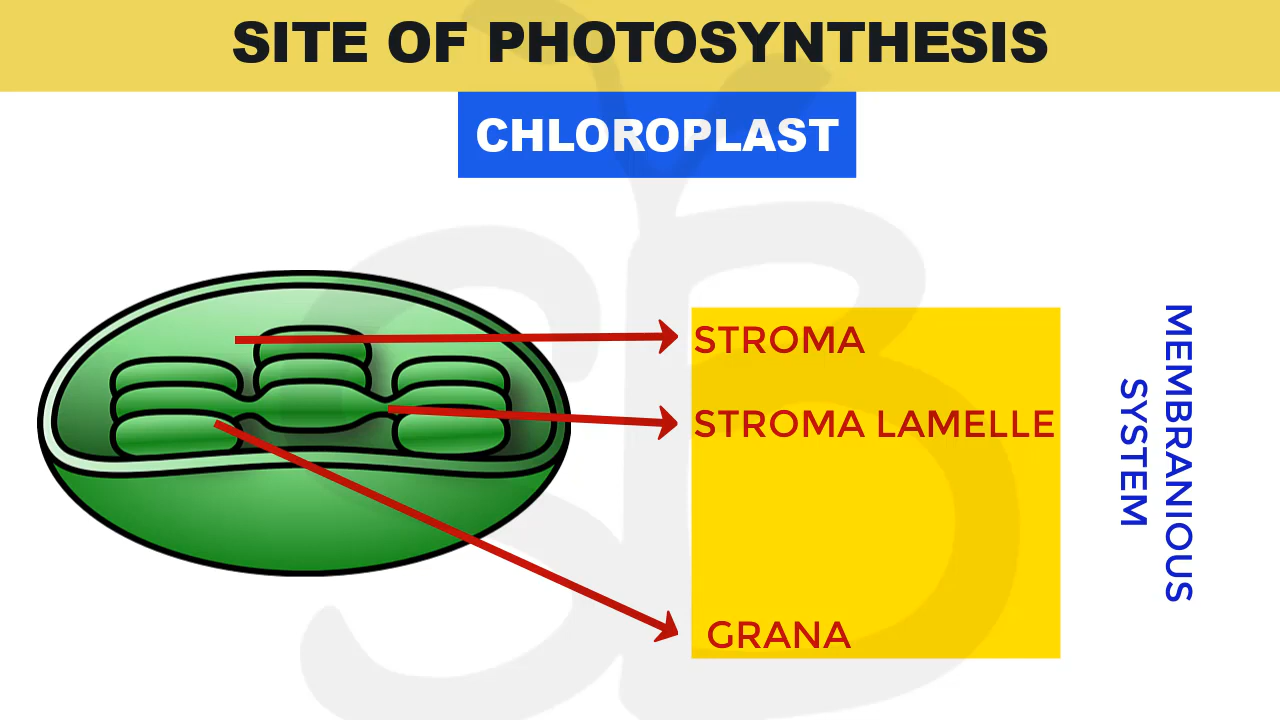 SITE OF PHOTOSYNTHESIS
CHLOROPLAST
STROMA
STROMA LAMELLE
GRANA
MEMBRANIOUS
SYSTEM